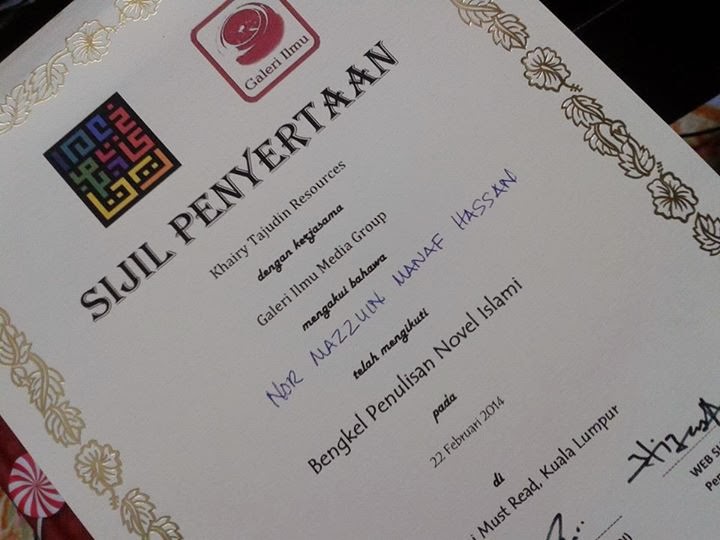 Galeri Ilmu
SIJIL PENYERTAAN
Khairy Tajudin Resources
dengan kerjasama
Galeri Ilmu Media Group
mengakui bahawa
NOR NAZZUIN MANAF HASSAN
telah mengikuti
Bengkel Penulisan Novel Islami
pada
22 Februari 2014
di
Must Read, Kuala Lumpur
WEB